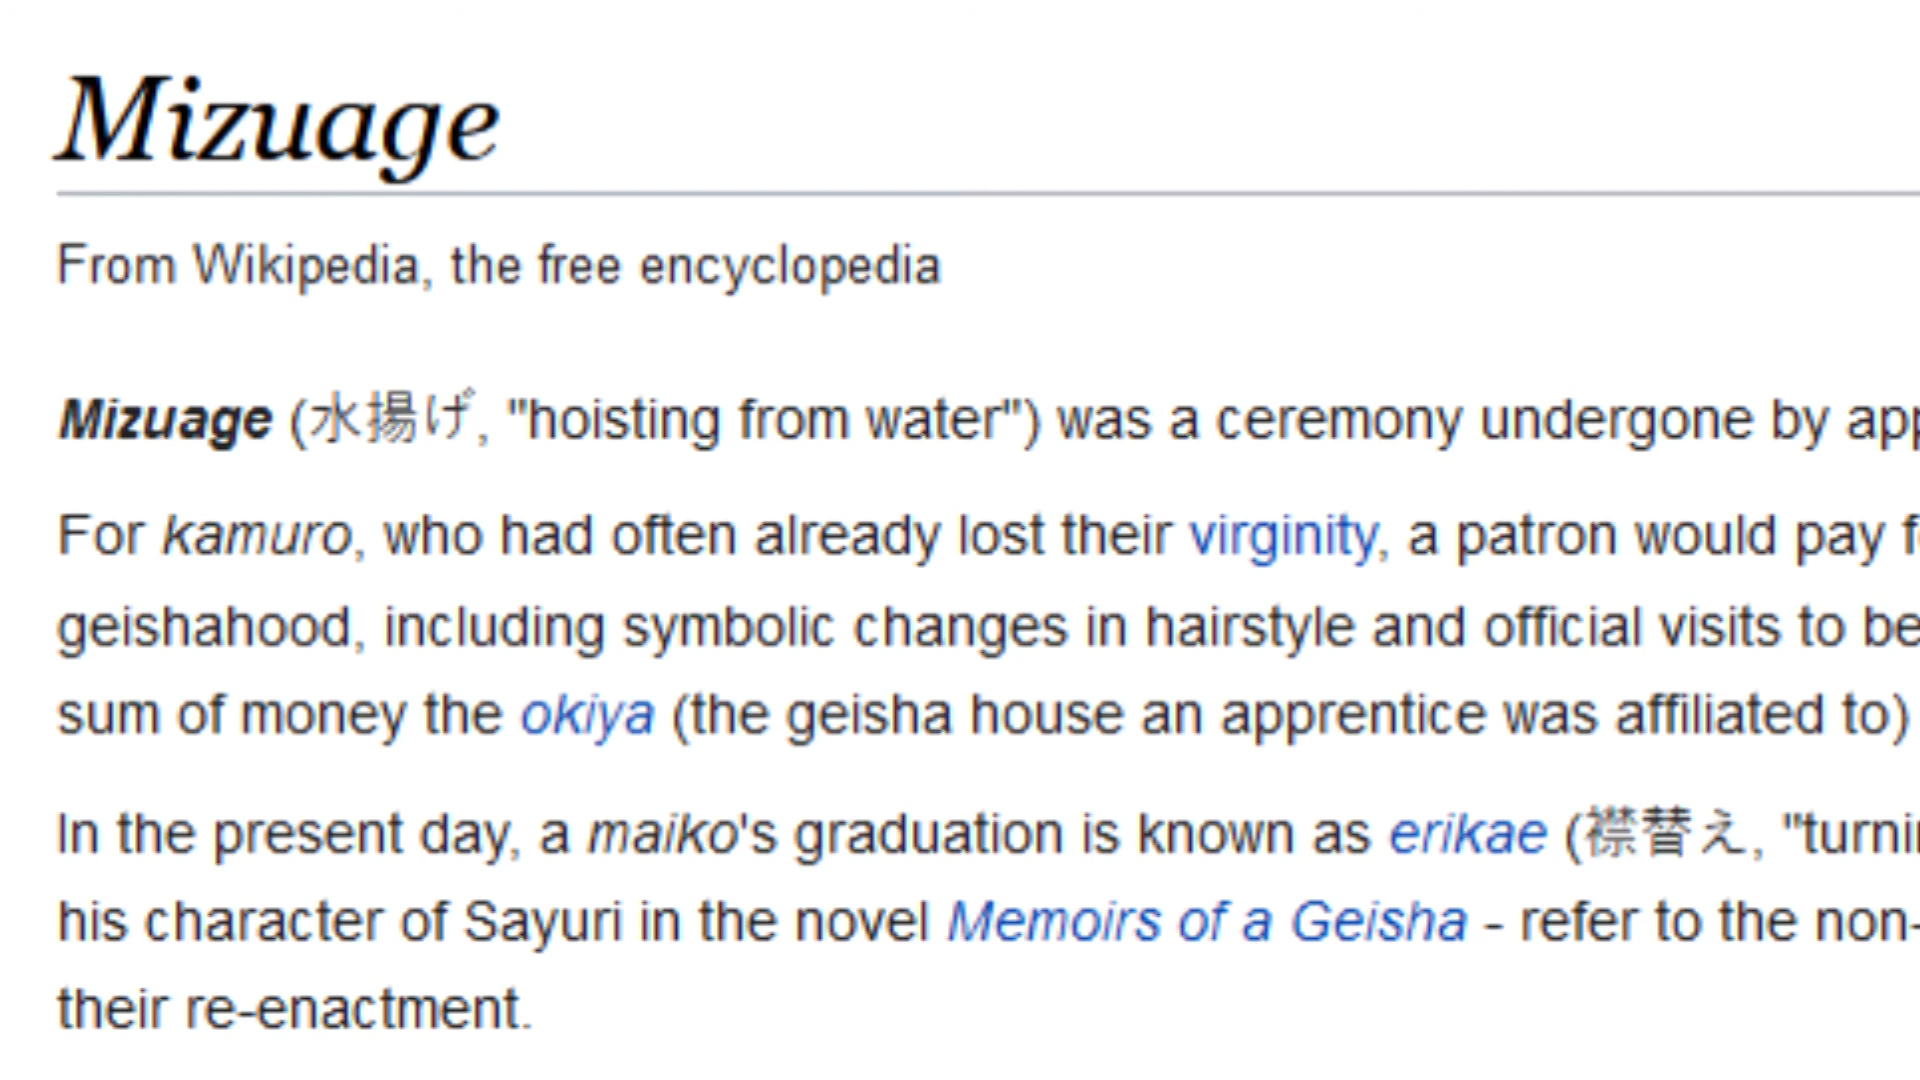 Mizuage
From Wikipedia, the free encyclopedia
Mizuage (水揚げ, "hoisting from water") was a ceremony undergone by
For kamuro, who had often already lost their virginity, a patron would pay
geishahood, including symbolic changes in hairstyle and official visits to
sum of money the okiya (the geisha house an apprentice was affiliated to)
In the present day, a maiko's graduation is known as erikae (襟替え,
his character of Sayuri in the novel Memoirs of a Geisha - refer to the non-
their re-enactment.